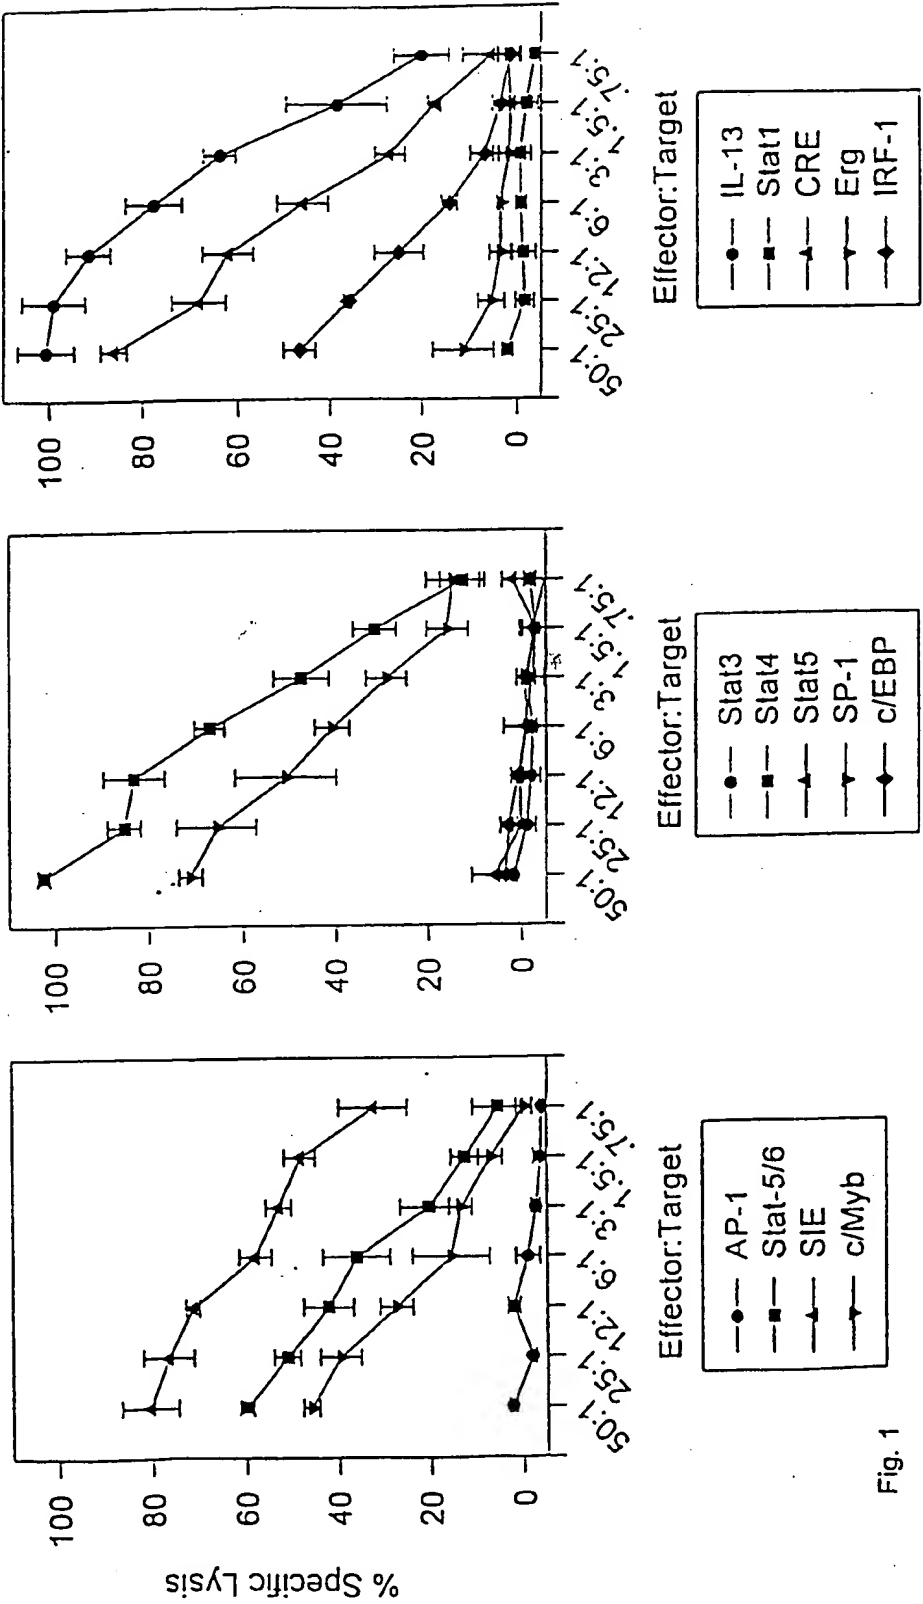 % Specific Lysis
100
80
60
40
20
0
50:1 25:1 12:1 6:1 3:1 1.5:1 .75:1
Effector:Target
AP-1
Stat-5/6
SIE
c/Myb
100
80
60
40
20
0
50:1 25:1 12:1 6:1 3:1 1.5:1 .75:1
Effector:Target
Stat3
Stat4
Stat5
SP-1
c/EBP
100
80
60
40
20
0
50:1 25:1 12:1 6:1 3:1 1.5:1 .75:1
Effector:Target
IL-13
Stat1
CRE
Erg
IRF-1
Fig. 1